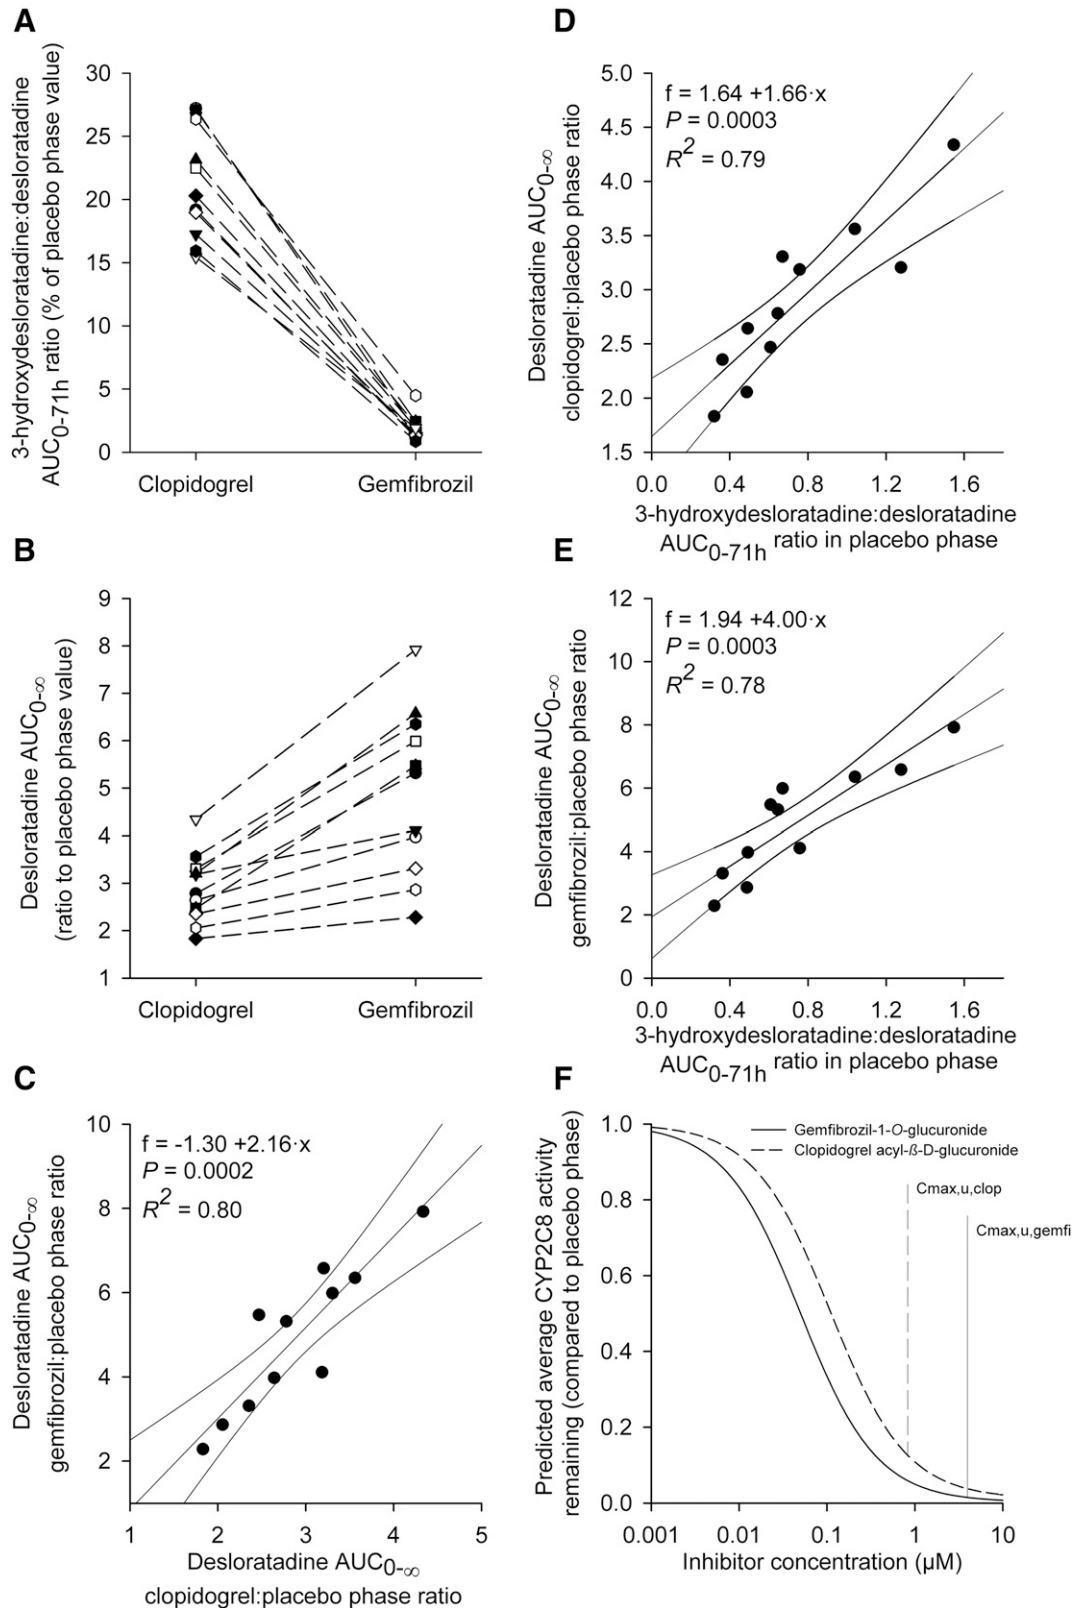 A
3-hydroxydesloratadine:desloratadine
AUC0-71h ratio (% of placebo phase value)
30
25
20
15
10
5
0
Clopidogrel
Gemfibrozil
B
Desloratadine AUC0-∞
(ratio to placebo phase value)
9
8
7
6
5
4
3
2
1
Clopidogrel
Gemfibrozil
C
Desloratadine AUC0-∞
gemfibrozil:placebo phase ratio
f = -1.30 +2.16·x
P = 0.0002
R2 = 0.80
10
8
6
4
2
1 2 3 4 5
Desloratadine AUC0-∞
clopidogrel:placebo phase ratio
D
Desloratadine AUC0-∞
clopidogrel:placebo phase ratio
f = 1.64 +1.66·x
P = 0.0003
R2 = 0.79
5.0
4.5
4.0
3.5
3.0
2.5
2.0
1.5
0.0 0.4 0.8 1.2 1.6
3-hydroxydesloratadine:desloratadine
AUC0-71h ratio in placebo phase
E
Desloratadine AUC0-∞
gemfibrozil:placebo phase ratio
f = 1.94 +4.00·x
P = 0.0003
R2 = 0.78
12
10
8
6
4
2
0
0.0 0.4 0.8 1.2 1.6
3-hydroxydesloratadine:desloratadine
AUC0-71h ratio in placebo phase
F
Predicted average CYP2C8 activity
remaining (compared to placebo phase)
Gemfibrozil-1-O-glucuronide
Clopidogrel acyl-ß-D-glucuronide
Cmax,u,clop
Cmax,u,gemfi
1.0
0.8
0.6
0.4
0.2
0.0
0.001 0.01 0.1 1 10
Inhibitor concentration (µM)